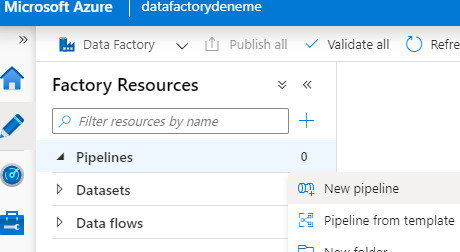 Microsoft Azure datafactorydeneme
Data Factory Publish all Validate all Refre
Factory Resources
Filter resources by name
Pipelines 0
New pipeline
Datasets
Pipeline from template
Data flows
New folder